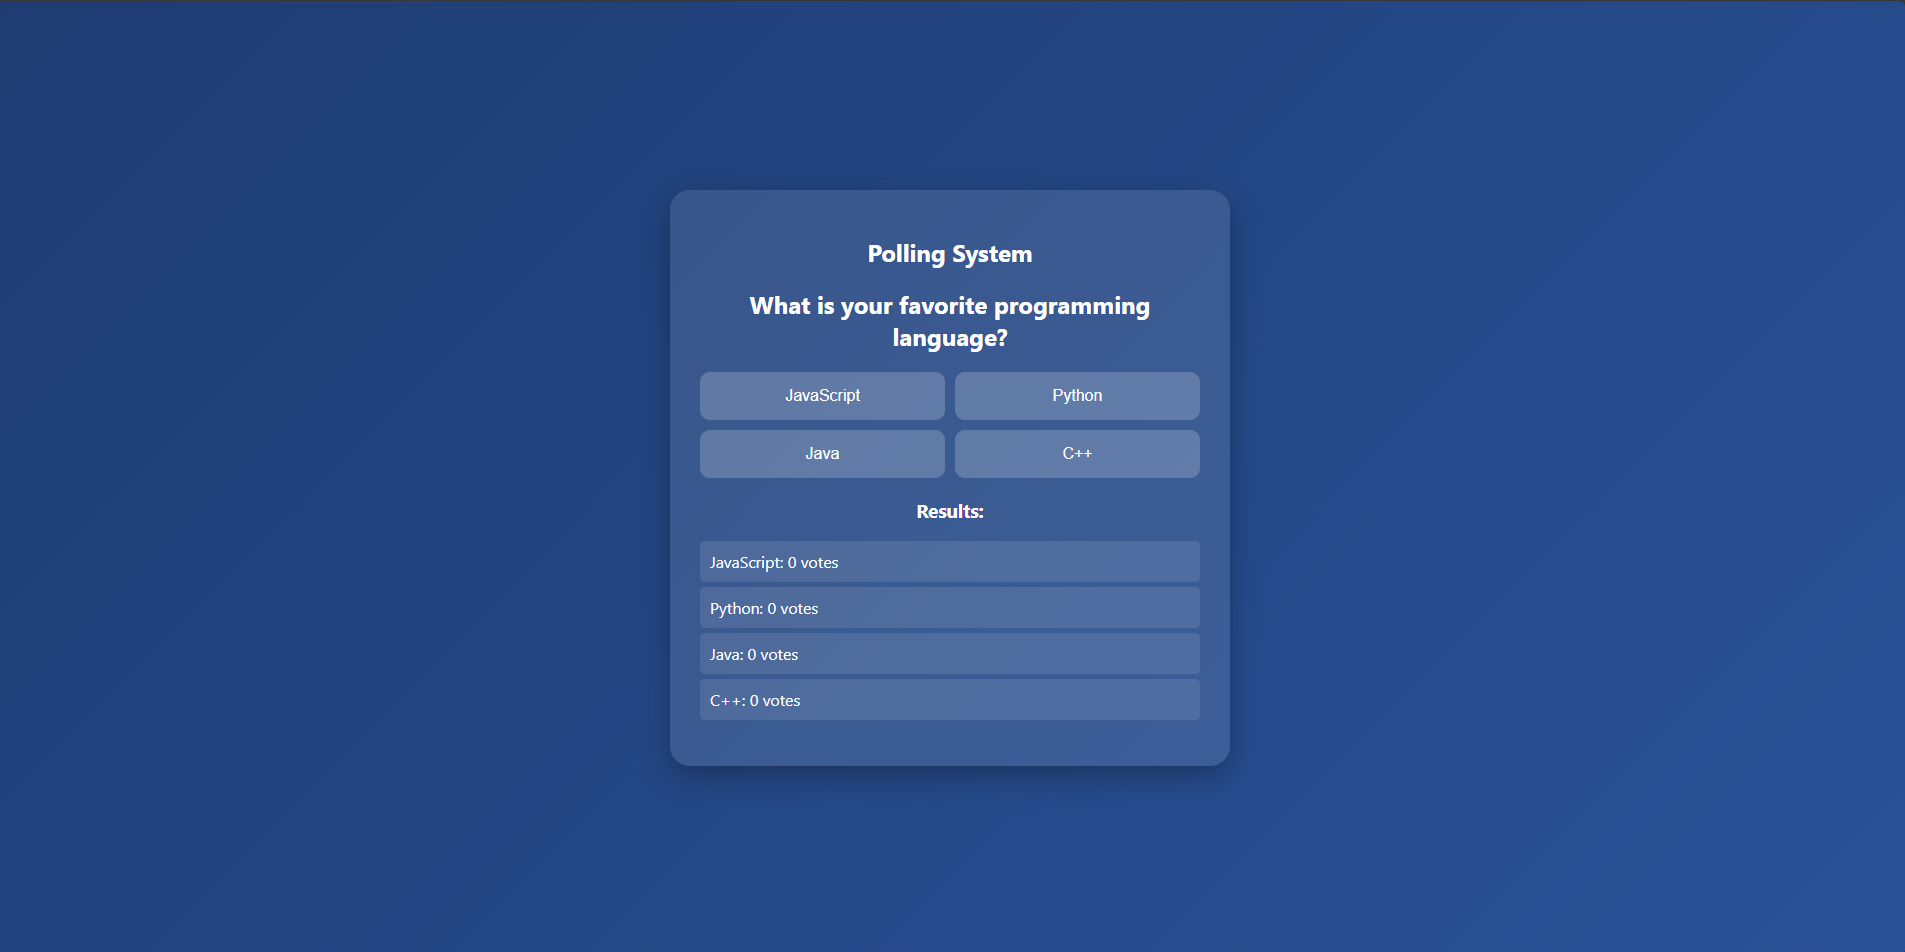 Polling System
What is your favorite programming
language?
JavaScript
Python
Java
C++
Results:
JavaScript: 0 votes
Python: 0 votes
Java: 0 votes
C++: 0 votes